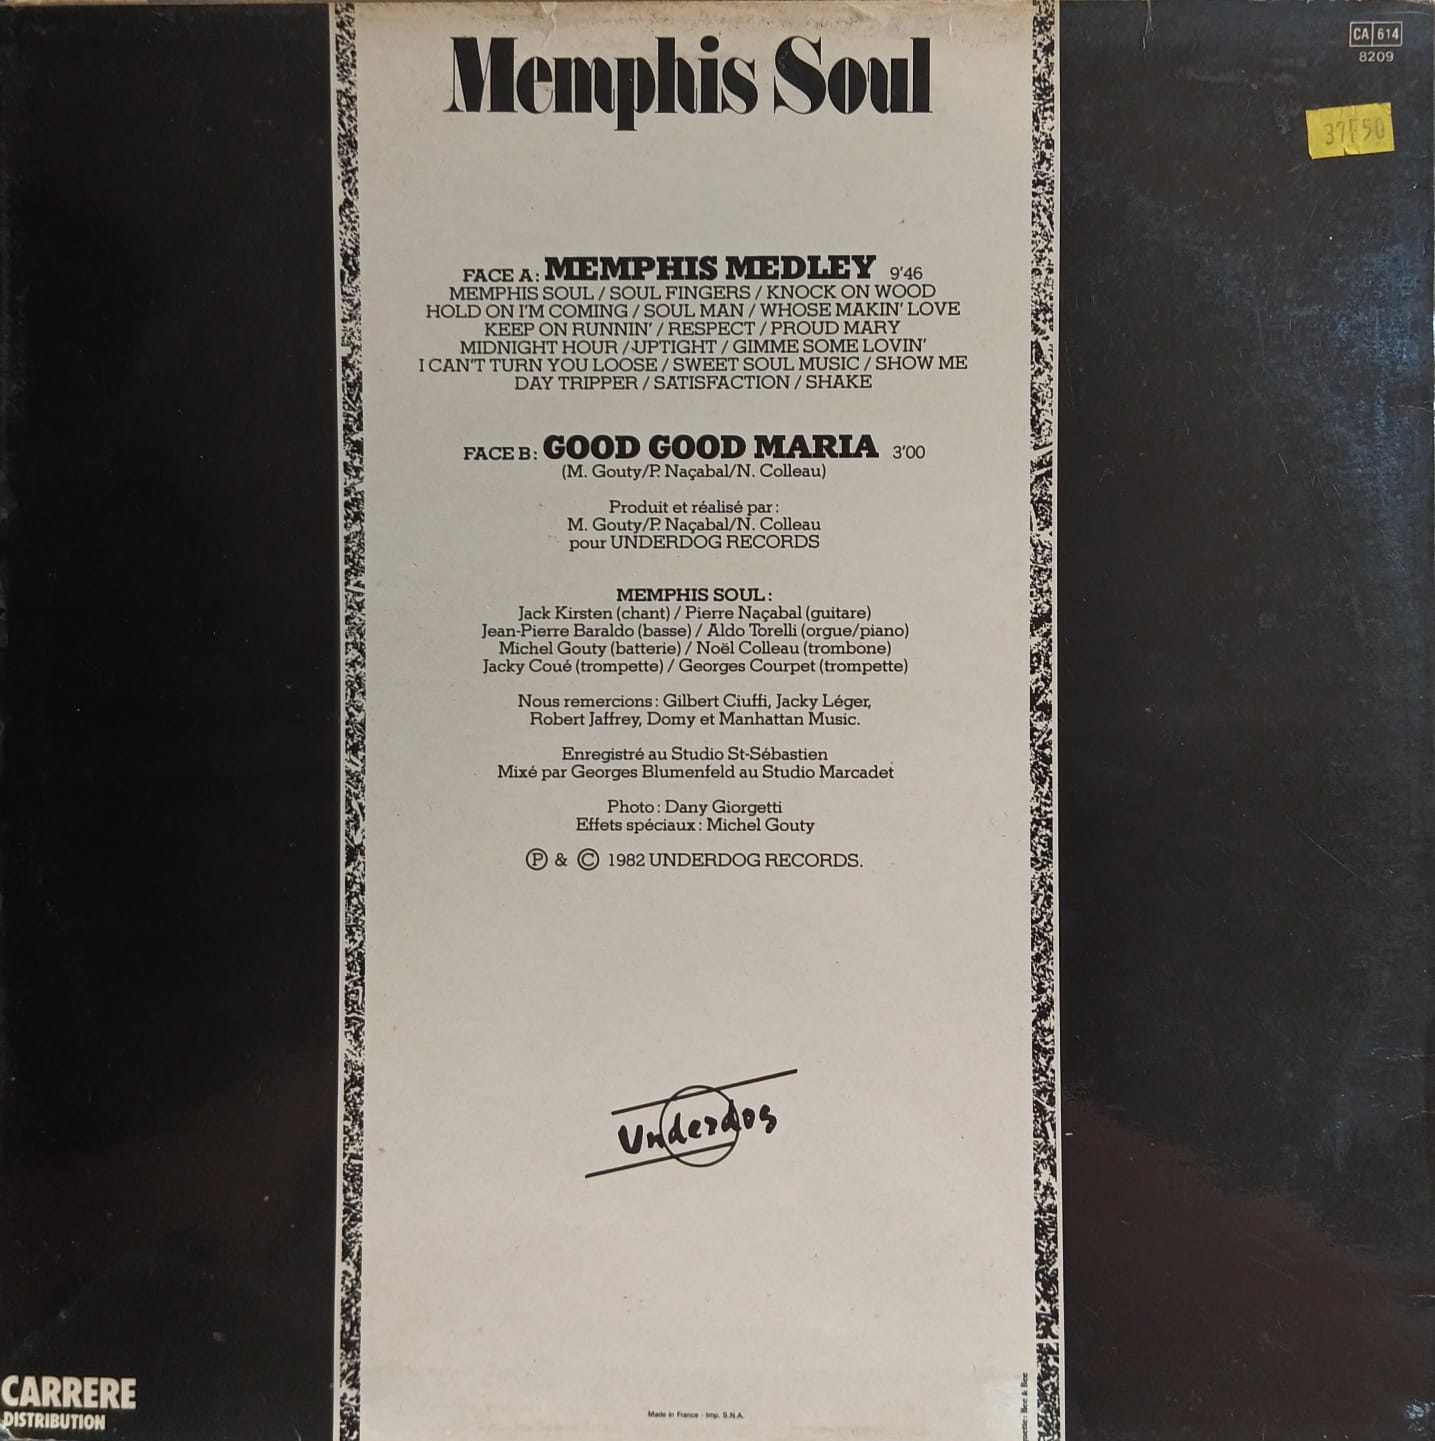 Memphis Soul
CA 614
8209
37F50
FACE A: MEMPHIS MEDLEY 9'46
MEMPHIS SOUL / SOUL FINGERS / KNOCK ON WOOD
HOLD ON I'M COMING / SOUL MAN / WHOSE MAKIN' LOVE
KEEP ON RUNNIN' / RESPECT / PROUD MARY
MIDNIGHT HOUR / UPTIGHT / GIMME SOME LOVIN'
I CAN'T TURN YOU LOOSE / SWEET SOUL MUSIC / SHOW ME
DAY TRIPPER / SATISFACTION / SHAKE
FACE B: GOOD GOOD MARIA 3'00
(M. Gouty/P. Naçabal/N. Colleau)
Produit et réalisé par :
M. Gouty/P. Naçabal/N. Colleau
pour UNDERDOG RECORDS
MEMPHIS SOUL :
Jack Kirsten (chant) / Pierre Naçabal (guitare)
Jean-Pierre Baraldo (basse) / Aldo Torelli (orgue/piano)
Michel Gouty (batterie) / Noël Colleau (trombone)
Jacky Coué (trompette) / Georges Courpet (trompette)
Nous remercions : Gilbert Ciuffi, Jacky Léger,
Robert Jaffrey, Domy et Manhattan Music.
Enregistré au Studio St-Sébastien
Mixé par Georges Blumenfeld au Studio Marcadet
Photo : Dany Giorgetti
Effets spéciaux : Michel Gouty
Ⓟ & © 1982 UNDERDOG RECORDS.
Underdog
CARRERE
DISTRIBUTION
Made in France - Imp. S.N.A.
Bee & Bee